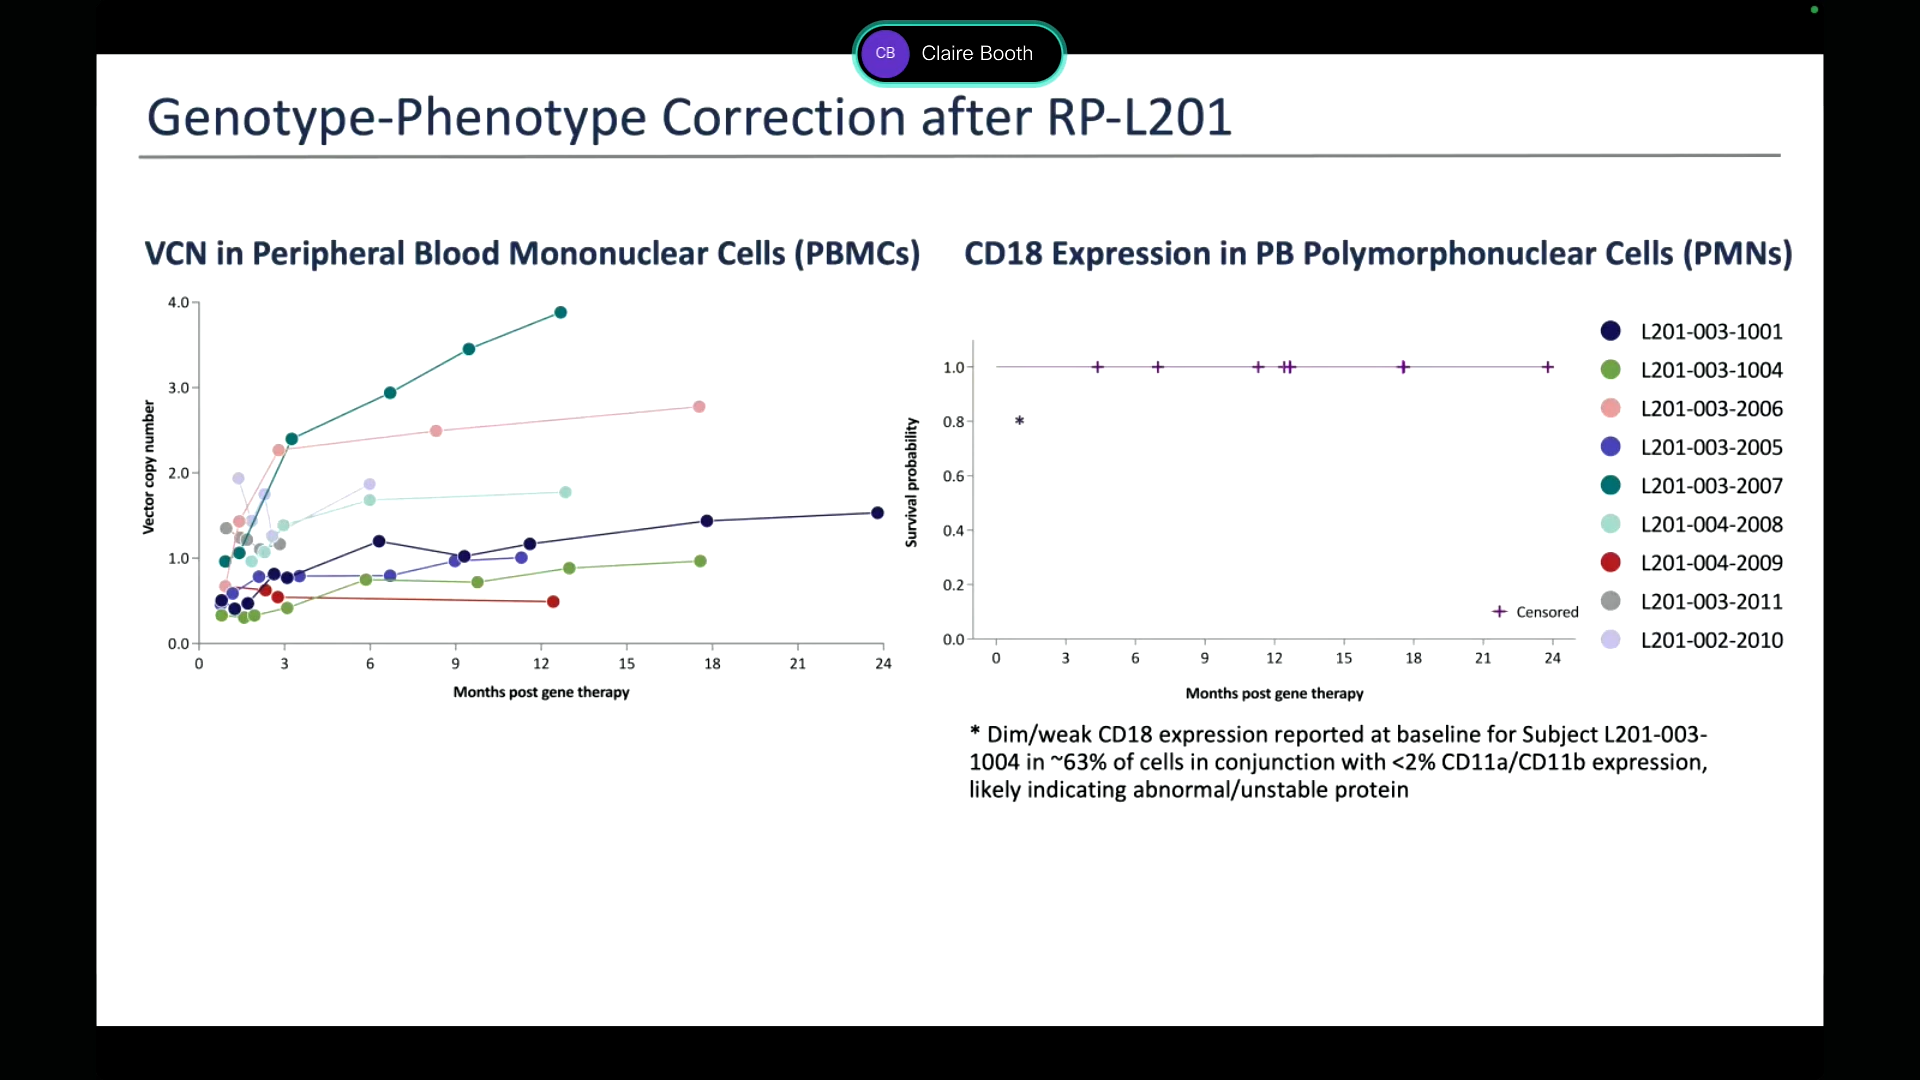 CB
Claire Booth
Genotype-Phenotype Correction after RP-L201
VCN in Peripheral Blood Mononuclear Cells (PBMCs)
4.0
3.0
2.0
1.0
0.0
Vector copy number
0 3 6 9 12 15 18 21 24
Months post gene therapy
CD18 Expression in PB Polymorphonuclear Cells (PMNs)
1.0
0.8
0.6
0.4
0.2
0.0
Survival probability
*
+ Censored
0 3 6 9 12 15 18 21 24
Months post gene therapy
L201-003-1001
L201-003-1004
L201-003-2006
L201-003-2005
L201-003-2007
L201-004-2008
L201-004-2009
L201-003-2011
L201-002-2010
* Dim/weak CD18 expression reported at baseline for Subject L201-003-
1004 in ~63% of cells in conjunction with <2% CD11a/CD11b expression,
likely indicating abnormal/unstable protein